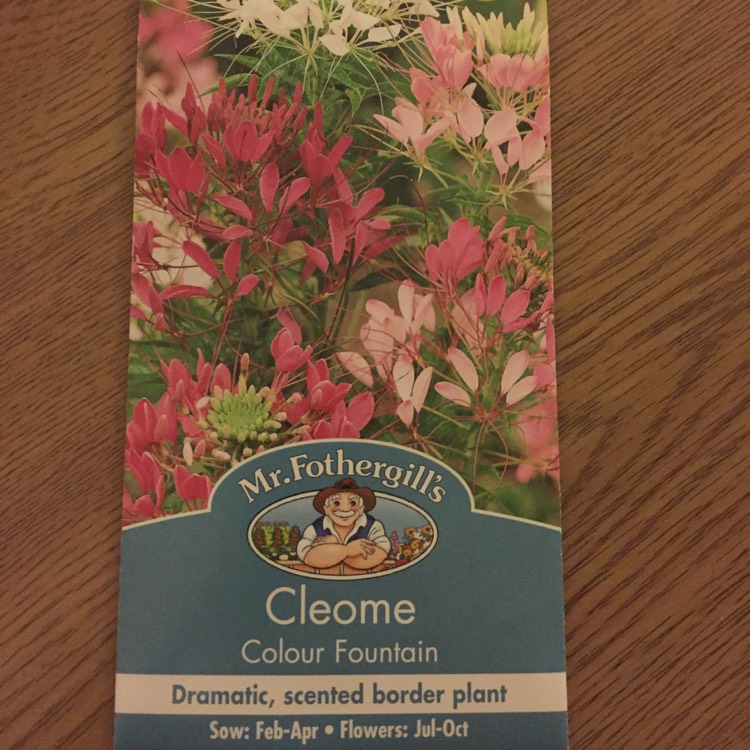 Mr. Fothergill's
Cleome
Colour Fountain
Dramatic, scented border plant
Sow: Feb-Apr • Flowers: Jul-Oct